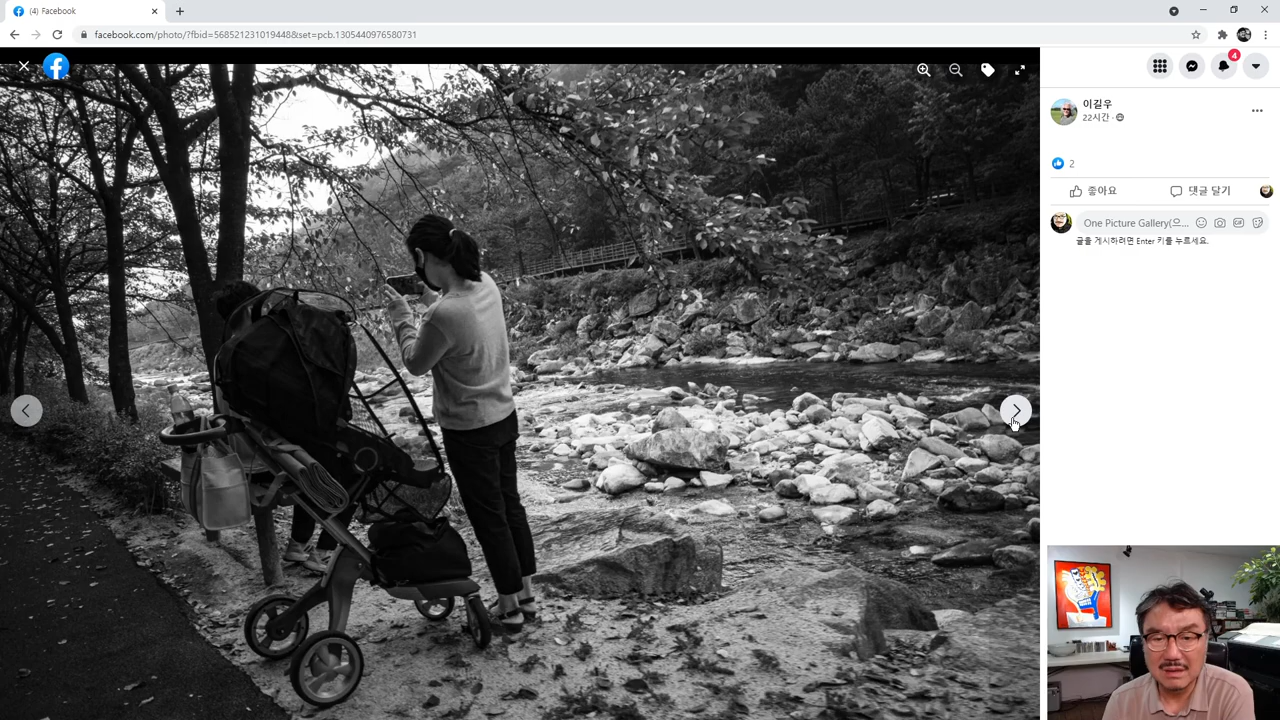 (4) Facebook
facebook.com/photo/?fbid=568521231019448&set=pcb.1305440976580731
4
이길우
22시간 ·
2
좋아요
댓글 달기
One Picture Gallery(으...
글을 게시하려면 Enter 키를 누르세요.